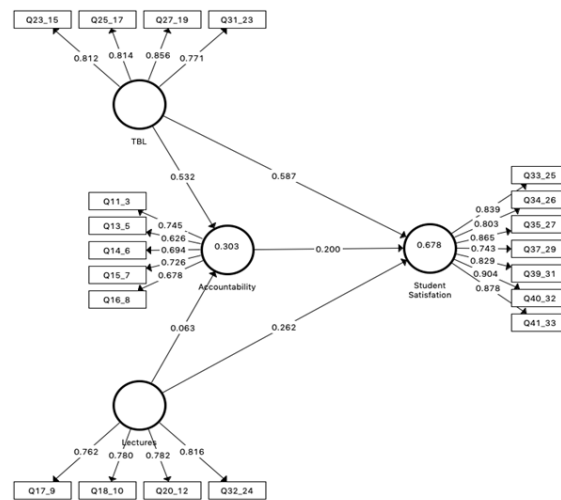 Q23_15 Q25_17 Q27_19 Q31_23
0.812 0.814 0.856 0.771
TBL
0.532
0.587
Q11_3
Q13_5
Q14_6
Q15_7
Q16_8
0.745
0.626
0.694
0.726
0.678
0.303
Accountability
0.200
0.678
Student
Satisfation
0.839
0.803
0.865
0.743
0.829
0.904
0.878
Q33_25
Q34_26
Q35_27
Q37_29
Q39_31
Q40_32
Q41_33
0.063
0.262
Lectures
0.762 0.780 0.782 0.816
Q17_9 Q18_10 Q20_12 Q32_24